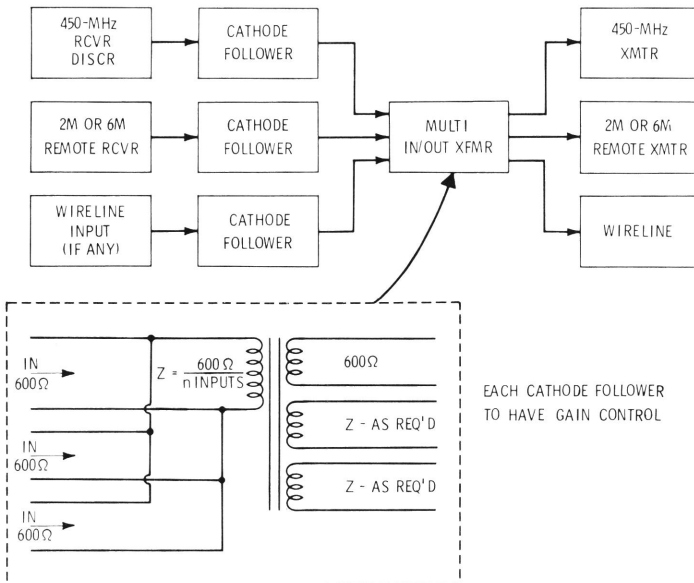 450-MHz
RCVR
DISCR
CATHODE
FOLLOWER
450-MHz
XMTR
2M OR 6M
REMOTE RCVR
CATHODE
FOLLOWER
MULTI
IN/OUT XFMR
2M OR 6M
REMOTE XMTR
WIRELINE
INPUT
(IF ANY)
CATHODE
FOLLOWER
WIRELINE
IN
600Ω
Z = 600Ω
n INPUTS
600Ω
IN
600Ω
Z - AS REQ'D
IN
600Ω
Z - AS REQ'D
EACH CATHODE FOLLOWER
TO HAVE GAIN CONTROL